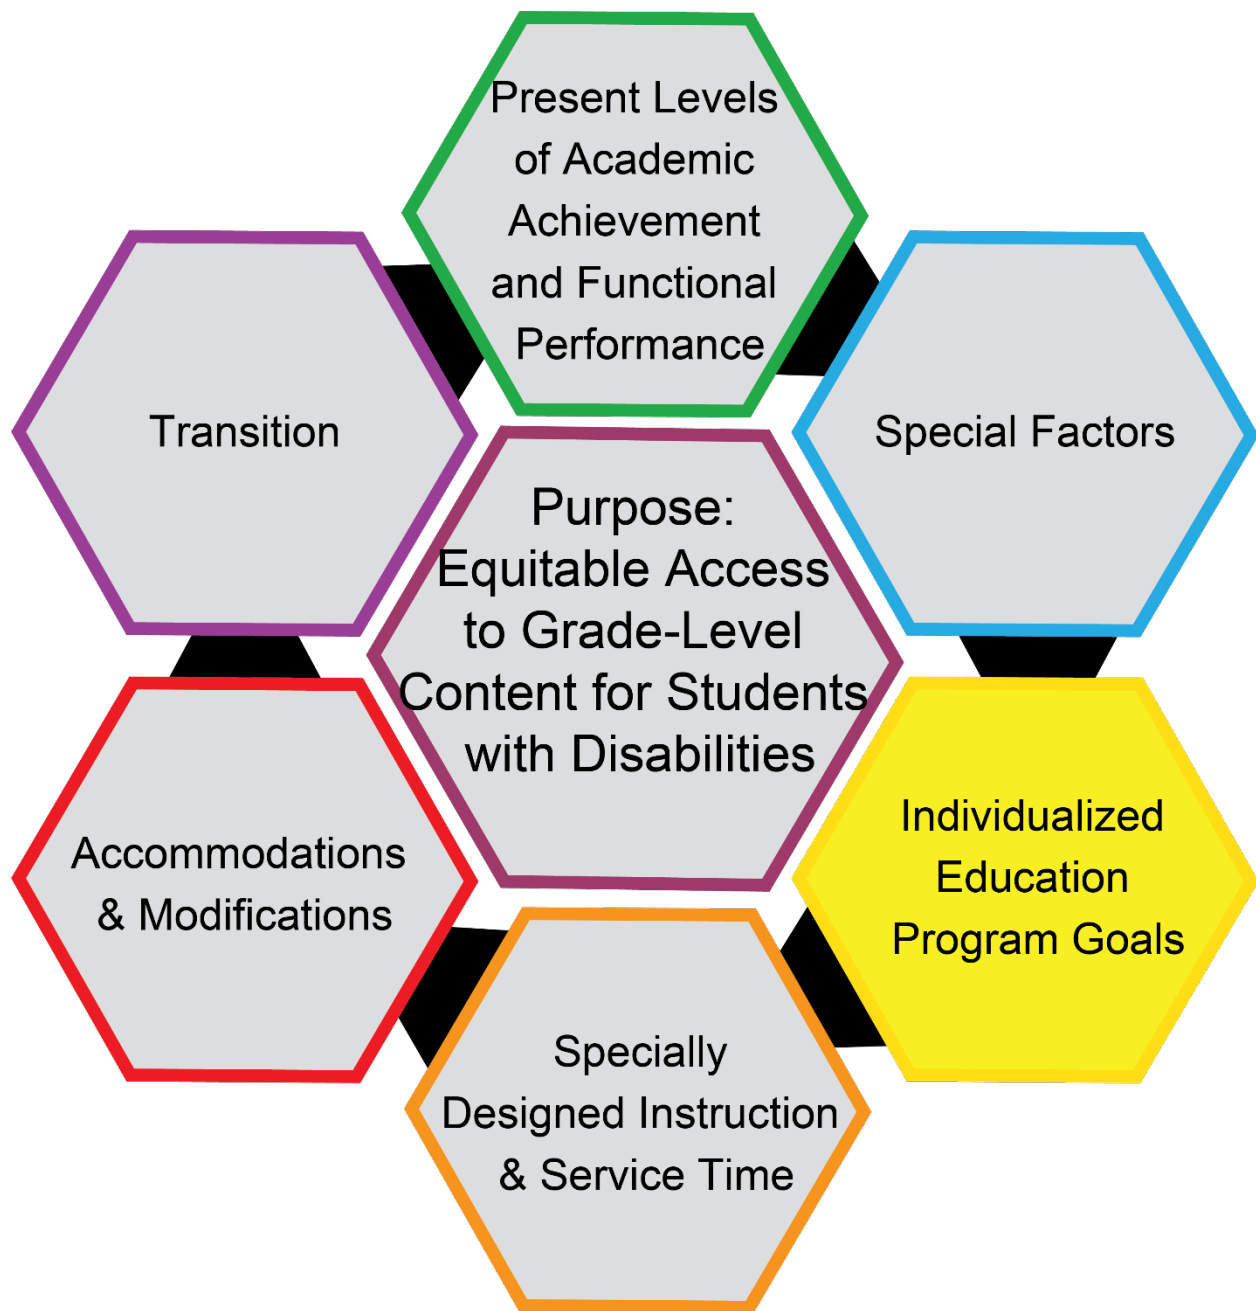 Present Levels
of Academic
Achievement
and Functional
Performance
Transition
Special Factors
Purpose:
Equitable Access
to Grade-Level
Content for Students
with Disabilities
Accommodations
& Modifications
Individualized
Education
Program Goals
Specially
Designed Instruction
& Service Time